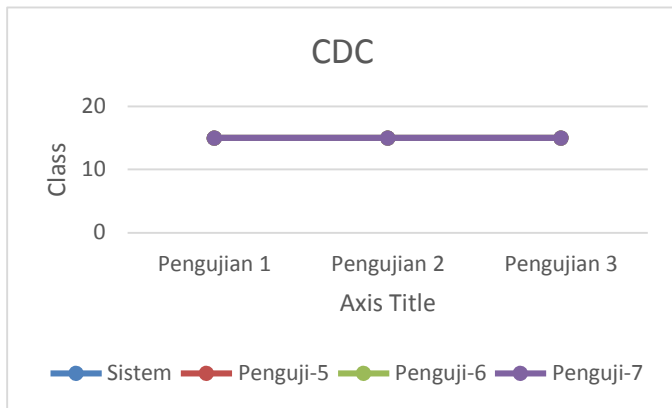 CDC
20
10
0
Class
Pengujian 1 Pengujian 2 Pengujian 3
Axis Title
Sistem Penguji-5 Penguji-6 Penguji-7